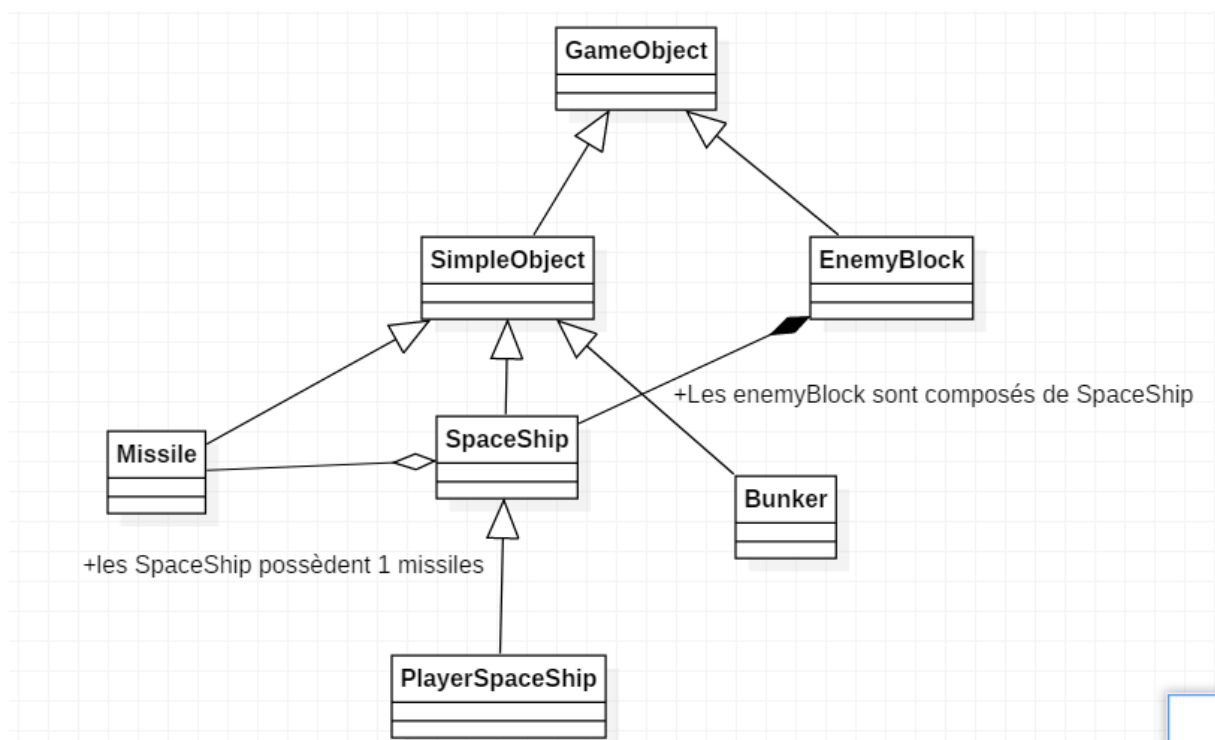 GameObject
SimpleObject
EnemyBlock
+Les enemyBlock sont composés de SpaceShip
SpaceShip
Missile
Bunker
+les SpaceShip possèdent 1 missiles
PlayerSpaceShip